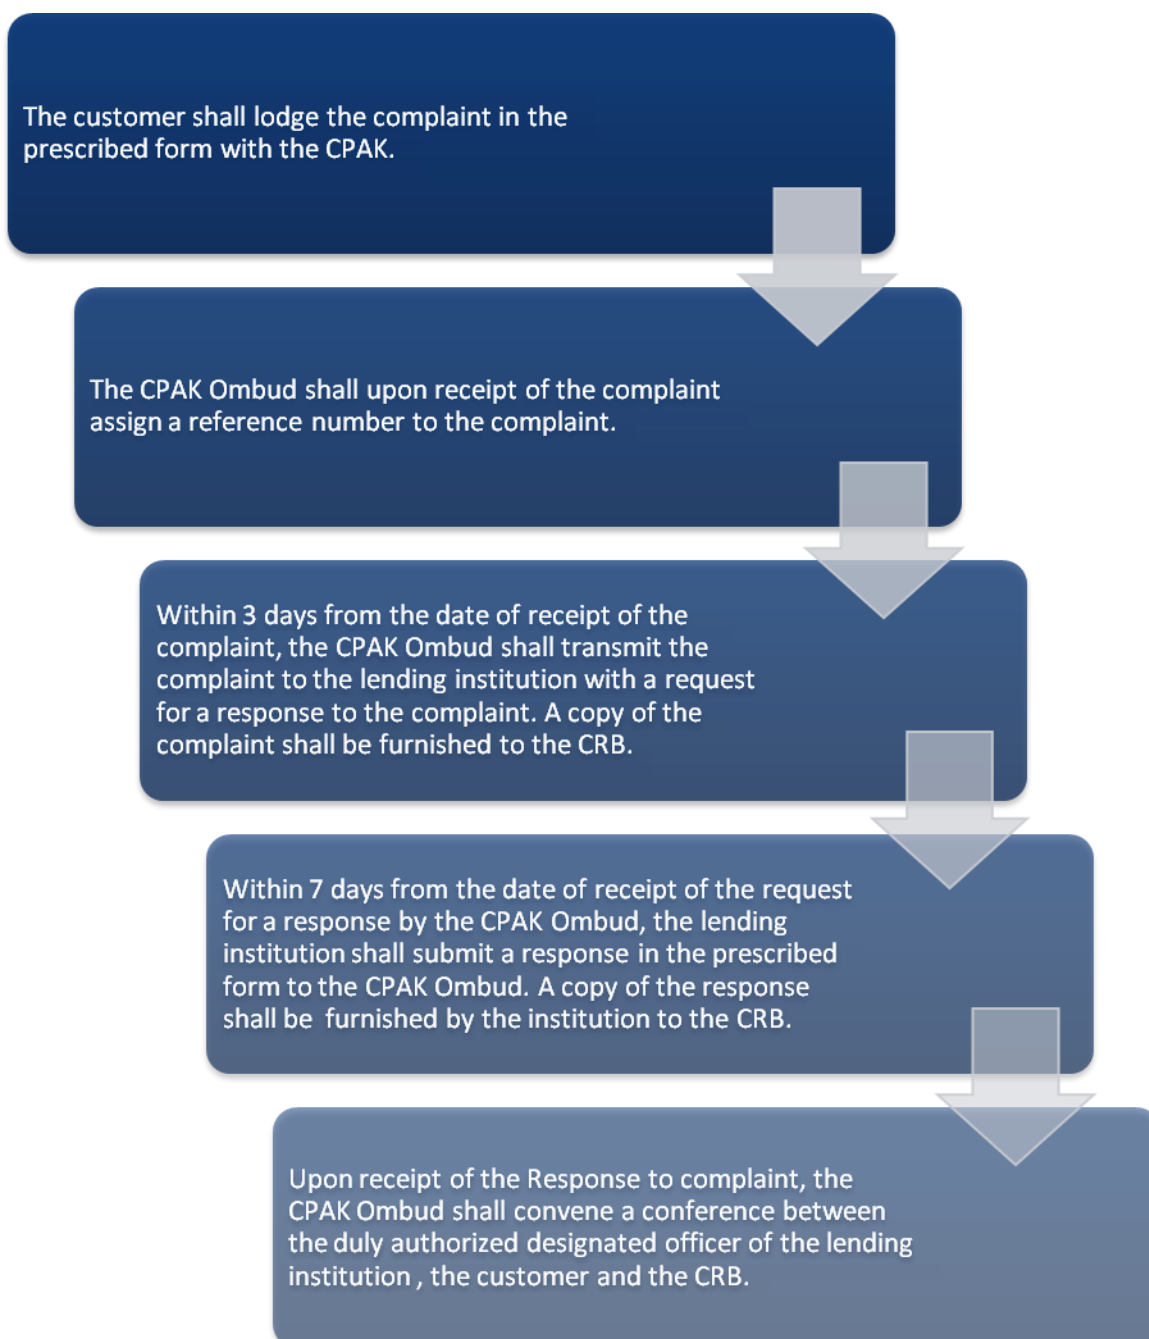 The customer shall lodge the complaint in the
prescribed form with the CPAK.
The CPAK Ombud shall upon receipt of the complaint
assign a reference number to the complaint.
Within 3 days from the date of receipt of the
complaint, the CPAK Ombud shall transmit the
complaint to the lending institution with a request
for a response to the complaint. A copy of the
complaint shall be furnished to the CRB.
Within 7 days from the date of receipt of the request
for a response by the CPAK Ombud, the lending
institution shall submit a response in the prescribed
form to the CPAK Ombud. A copy of the response
shall be  furnished by the institution to the CRB.
Upon receipt of the Response to complaint, the
CPAK Ombud shall convene a conference between
the duly authorized designated officer of the lending
institution , the customer and the CRB.